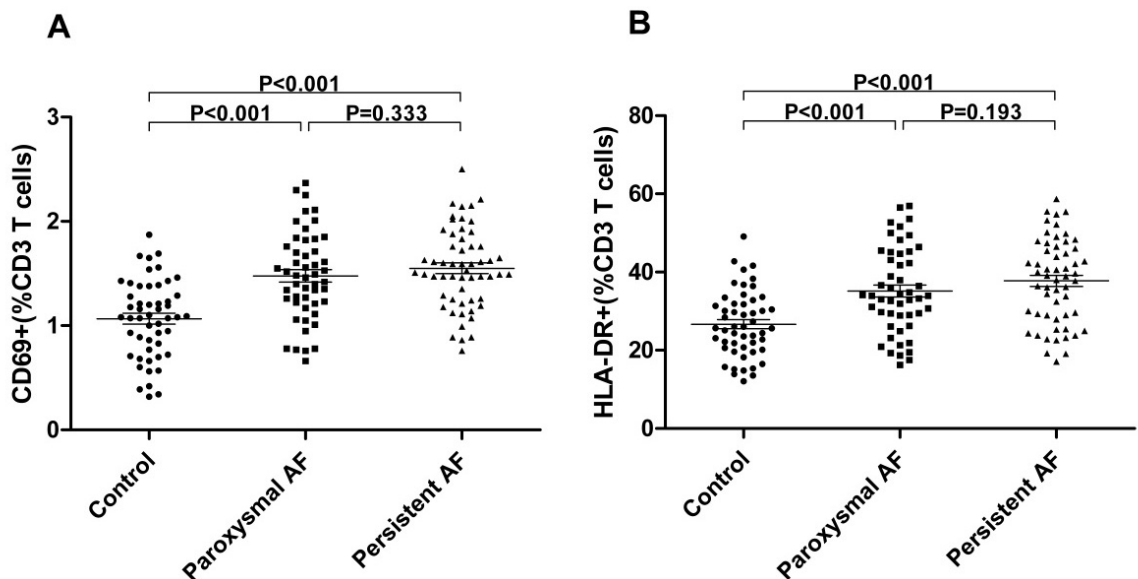 A
P<0.001
P<0.001
P=0.333
CD69+(%CD3 T cells)
3
2
1
0
Control
Paroxysmal AF
Persistent AF
B
P<0.001
P<0.001
P=0.193
HLA-DR+(%CD3 T cells)
80
60
40
20
0
Control
Paroxysmal AF
Persistent AF